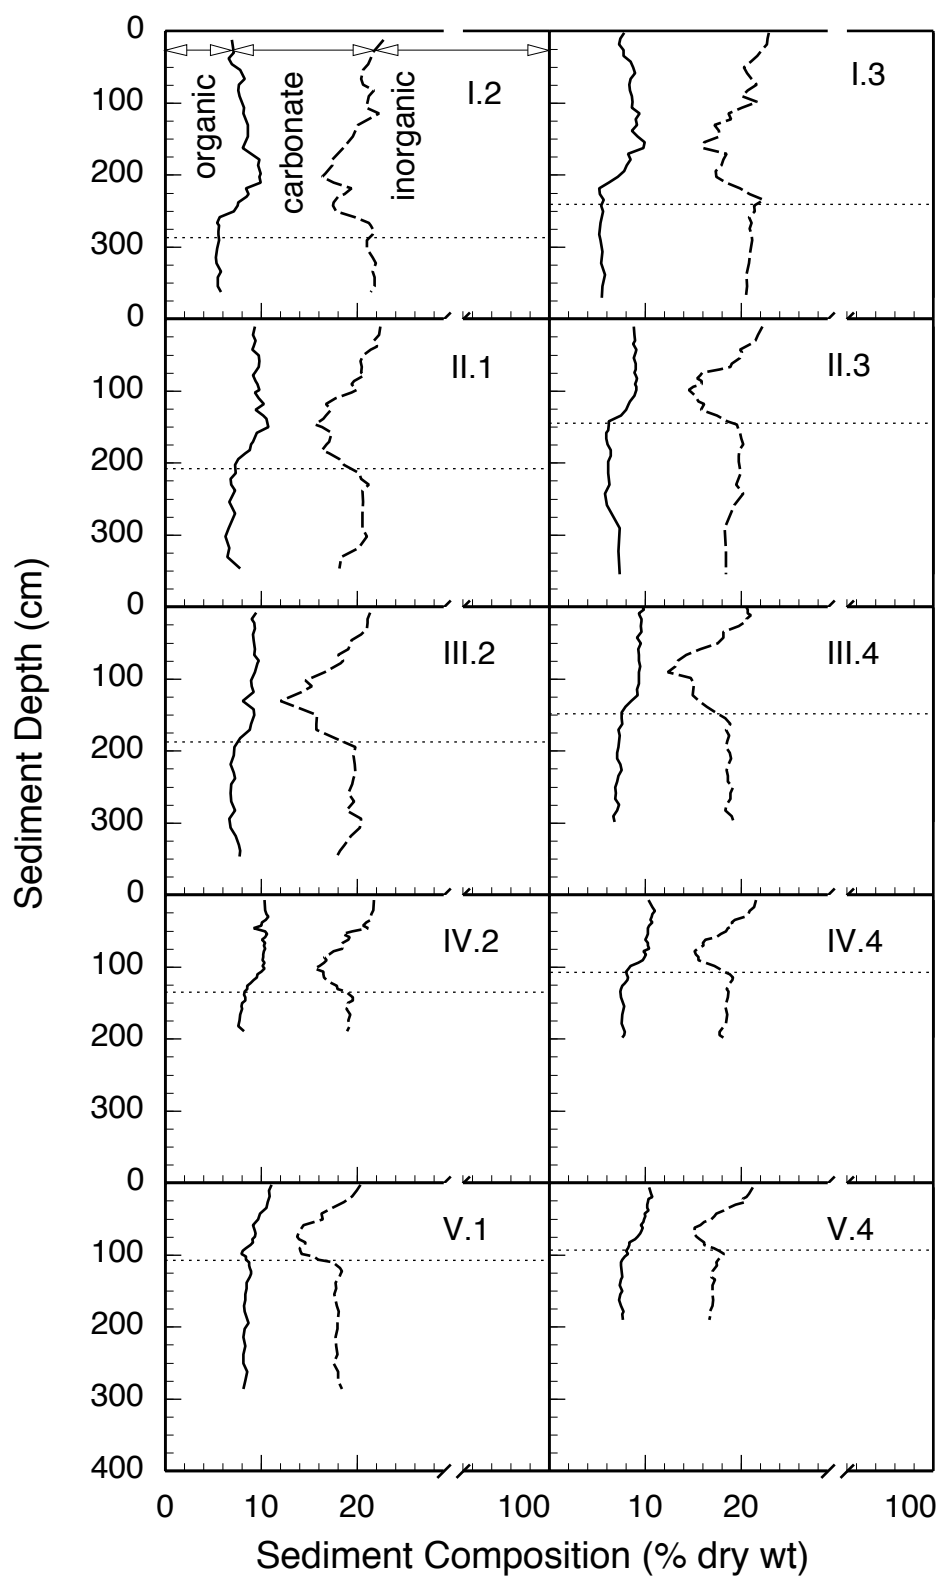 0
100
200
300
0
100
200
300
0
100
200
300
0
100
200
300
0
100
200
300
400
organic
carbonate
inorganic
I.2
I.3
II.1
II.3
III.2
III.4
IV.2
IV.4
V.1
V.4
Sediment Depth (cm)
0 10 20 100 10 20 100
Sediment Composition (% dry wt)